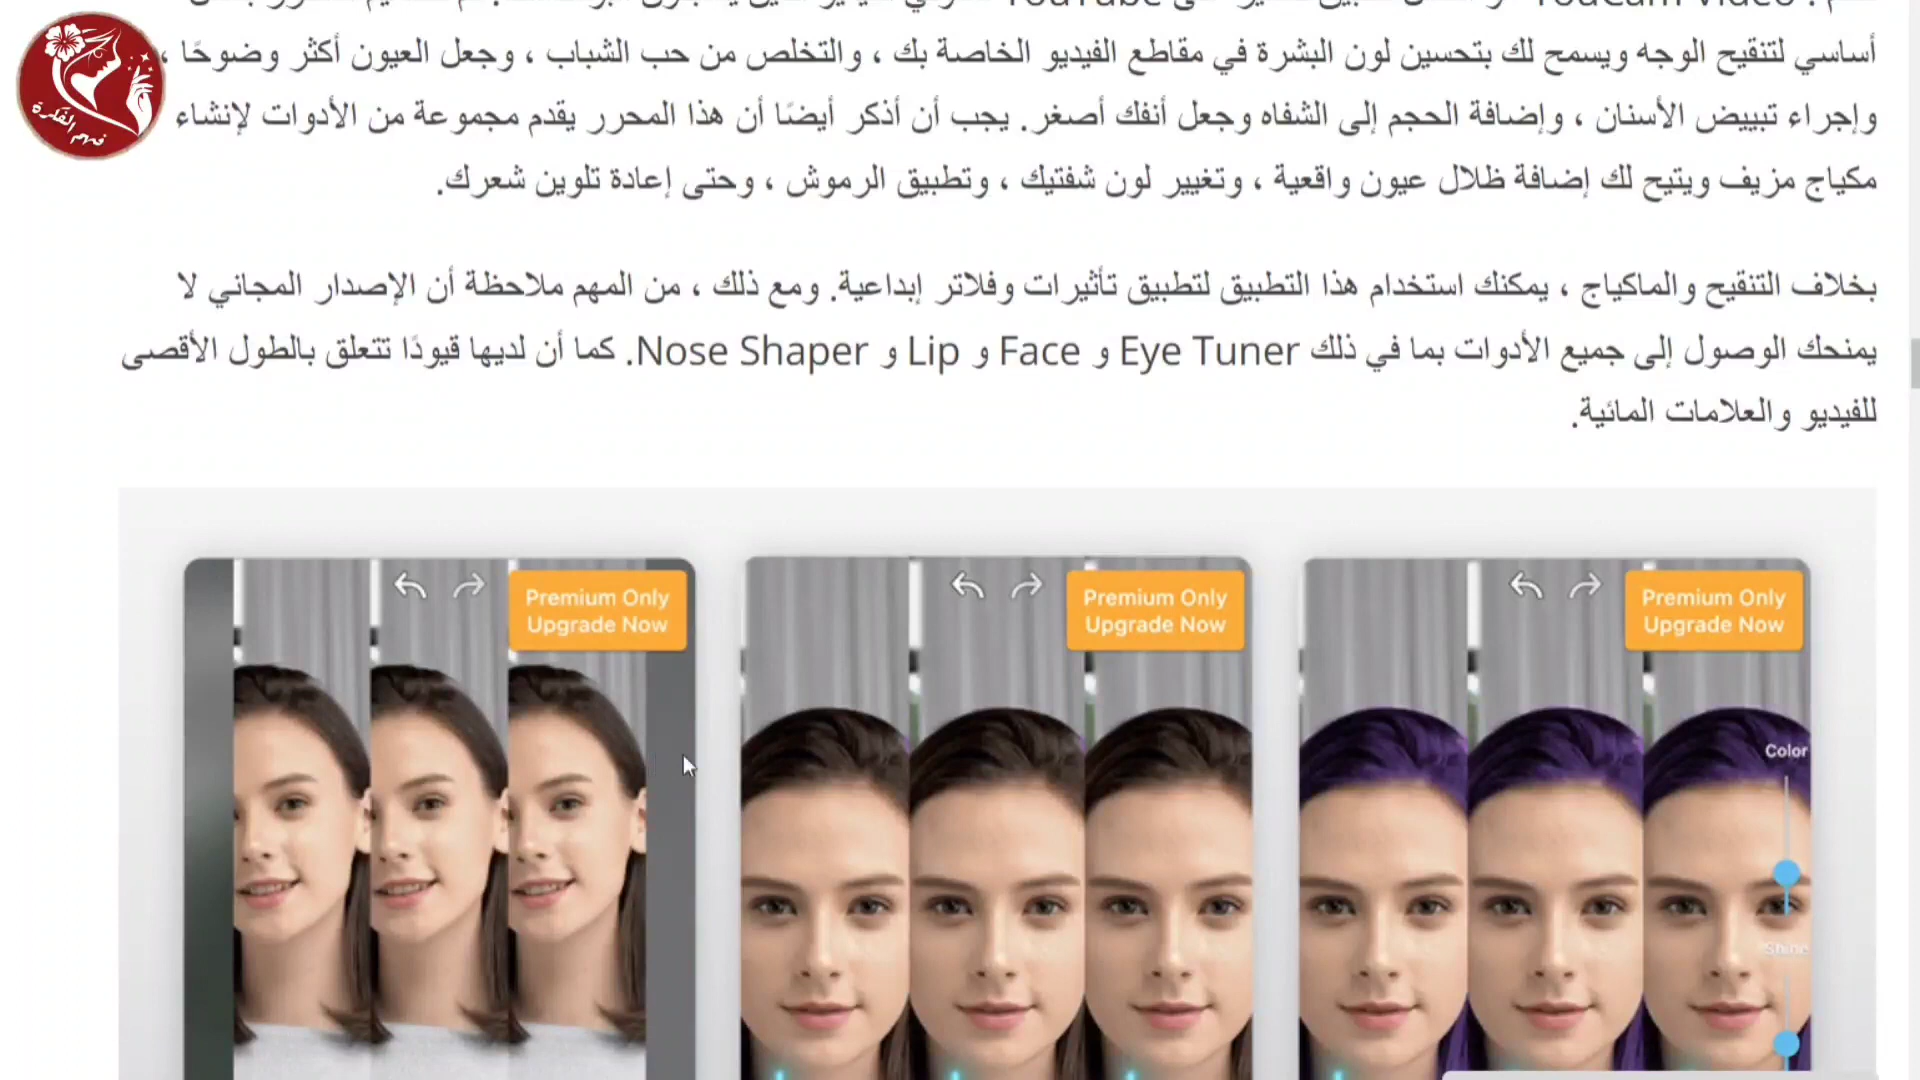 أساسي لتنقيح الوجه ويسمح لك بتحسين لون البشرة في مقاطع الفيديو الخاصة بك ، والتخلص من حب الشباب ، وجعل العيون أكثر وضوحًا ،
وإجراء تبييض الأسنان ، وإضافة الحجم إلى الشفاه وجعل أنفك أصغر. يجب أن أذكر أيضًا أن هذا المحرر يقدم مجموعة من الأدوات لإنشاء
مكياج مزيف ويتيح لك إضافة ظلال عيون واقعية ، وتغيير لون شفتيك ، وتطبيق الرموش ، وحتى إعادة تلوين شعرك.
بخلاف التنقيح والماكياج ، يمكنك استخدام هذا التطبيق لتطبيق تأثيرات وفلاتر إبداعية. ومع ذلك ، من المهم ملاحظة أن الإصدار المجاني لا
يمنحك الوصول إلى جميع الأدوات بما في ذلك Eye Tuner و Face و Lip و Nose Shaper. كما أن لديها قيودًا تتعلق بالطول الأقصى
للفيديو والعلامات المائية.
Premium Only
Upgrade Now
Premium Only
Upgrade Now
Premium Only
Upgrade Now
Color
Shine